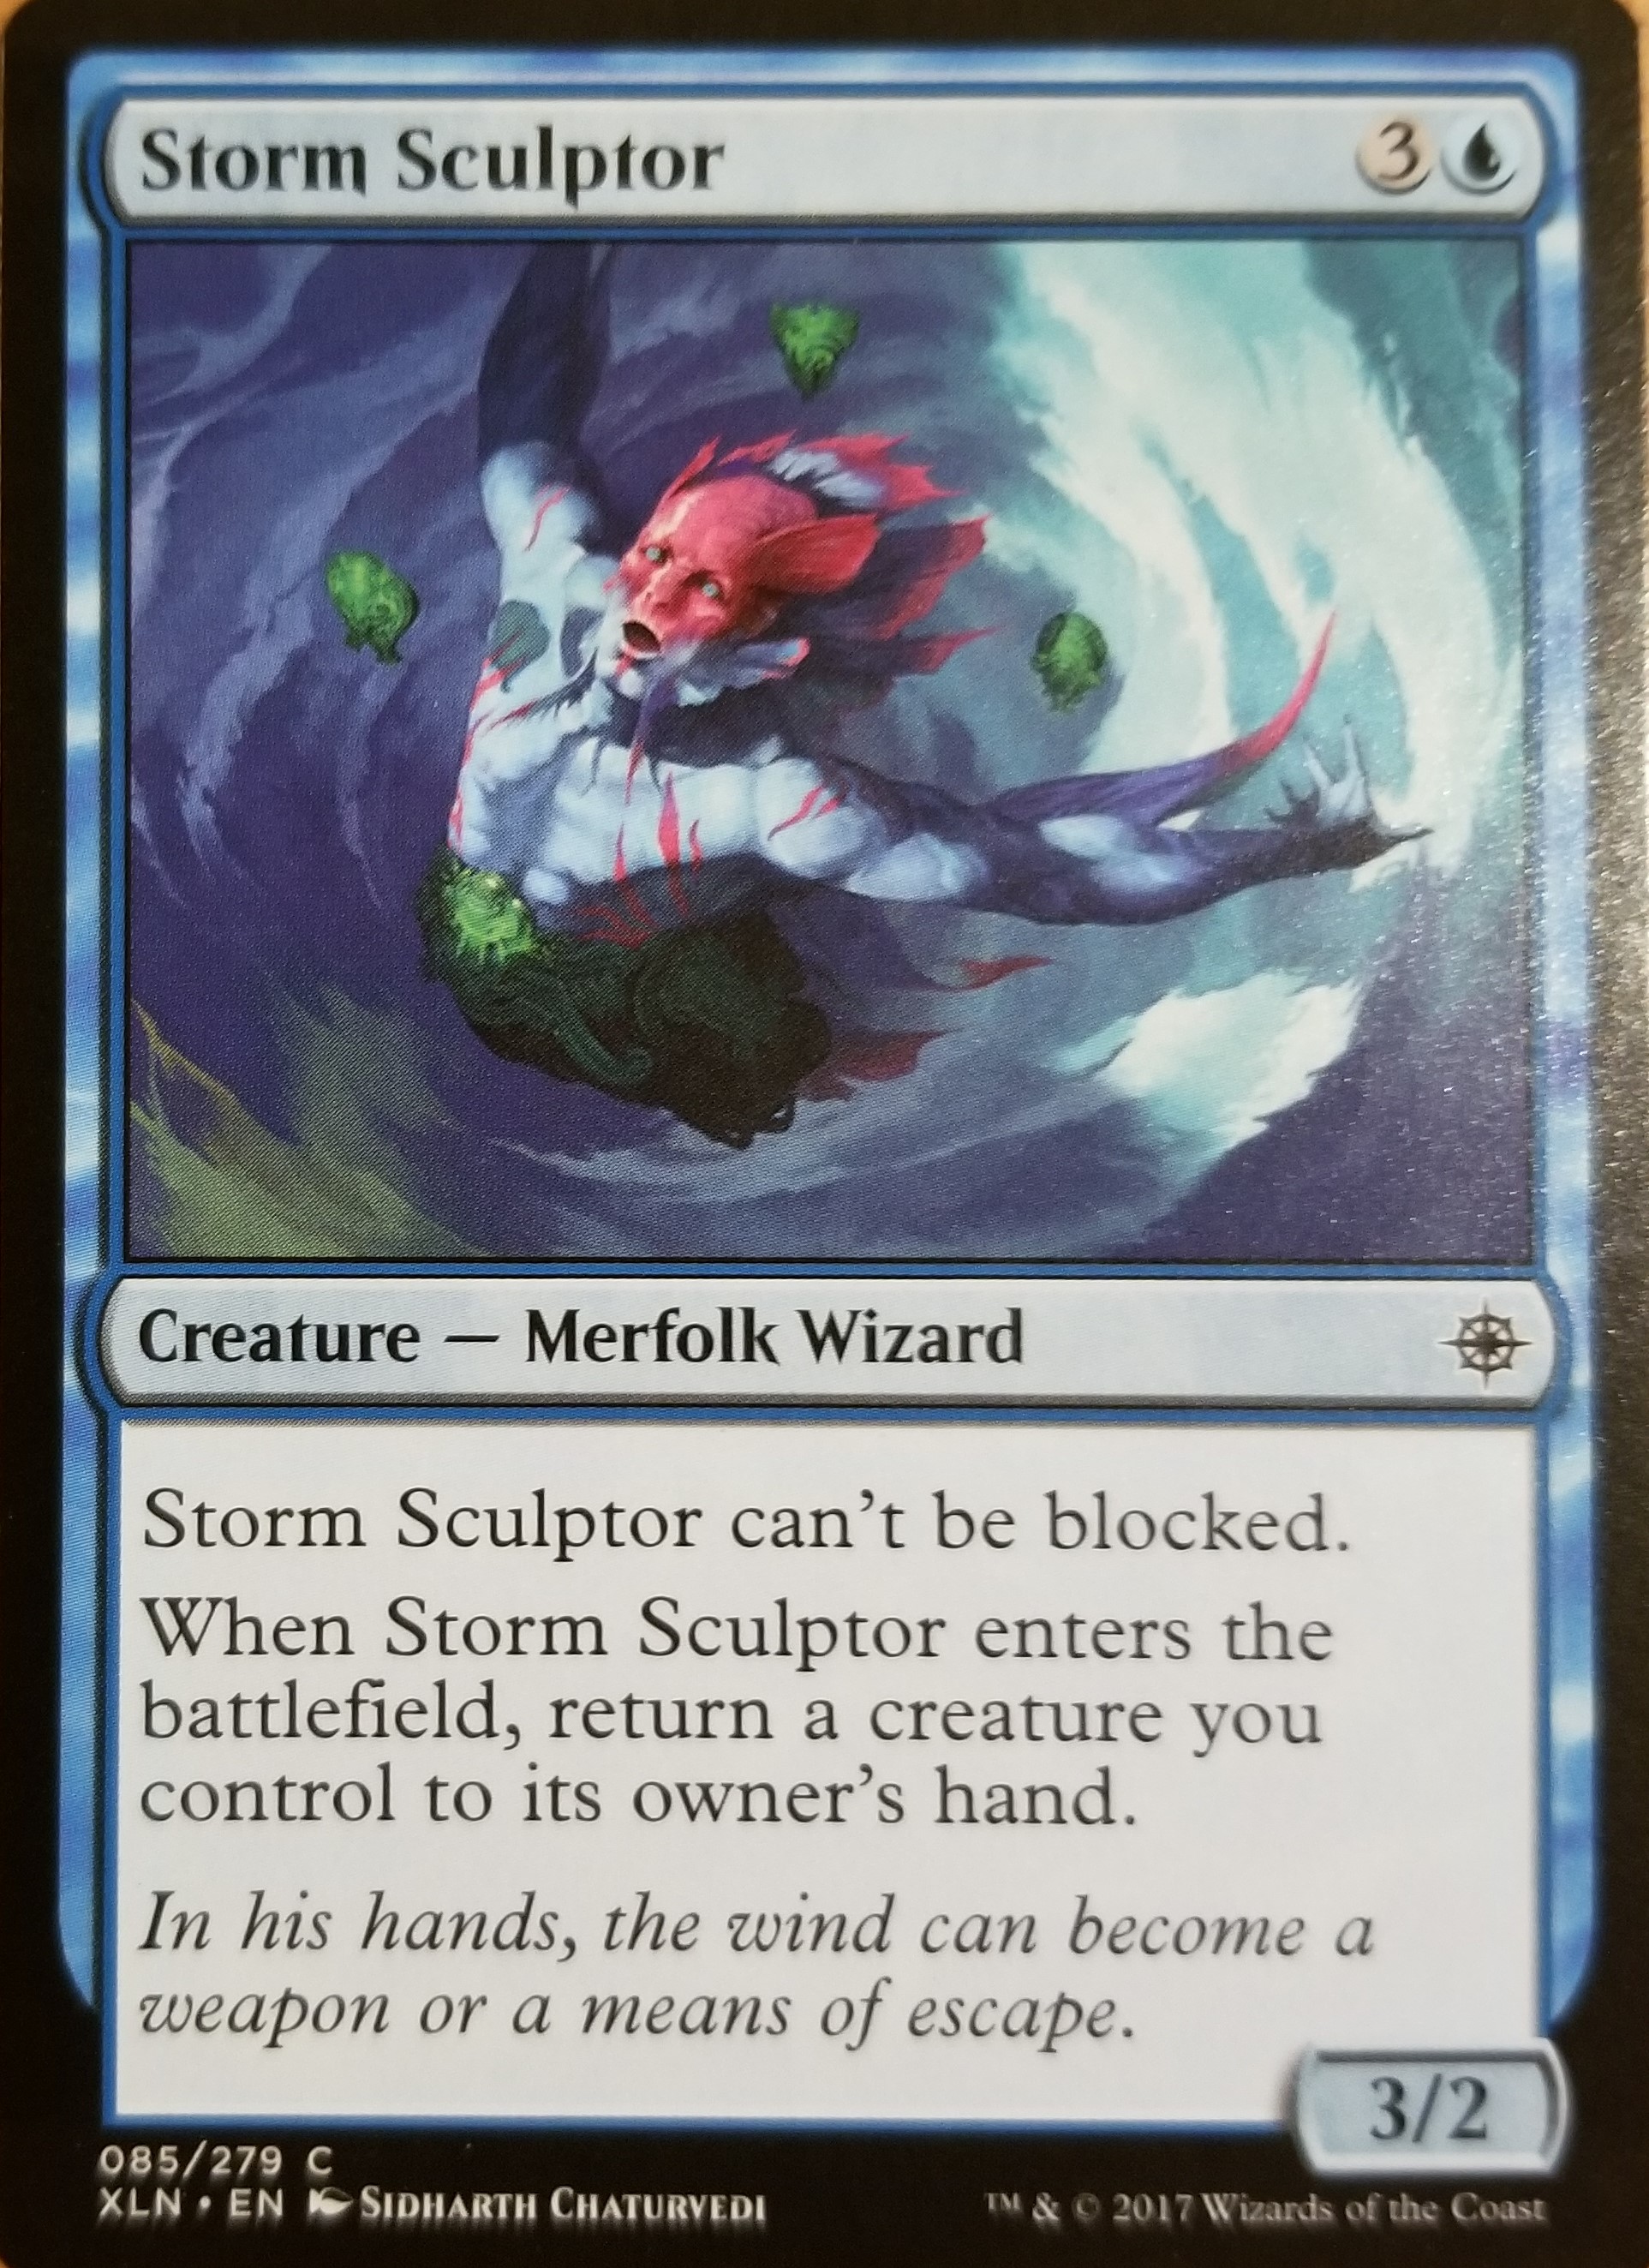 Storm Sculptor 3
Creature — Merfolk Wizard
Storm Sculptor can't be blocked.
When Storm Sculptor enters the
battlefield, return a creature you
control to its owner's hand.
In his hands, the wind can become a
weapon or a means of escape.
3/2
085/279 C
XLN • EN SIDHARTH CHATURVEDI
™ & © 2017 Wizards of the Coast